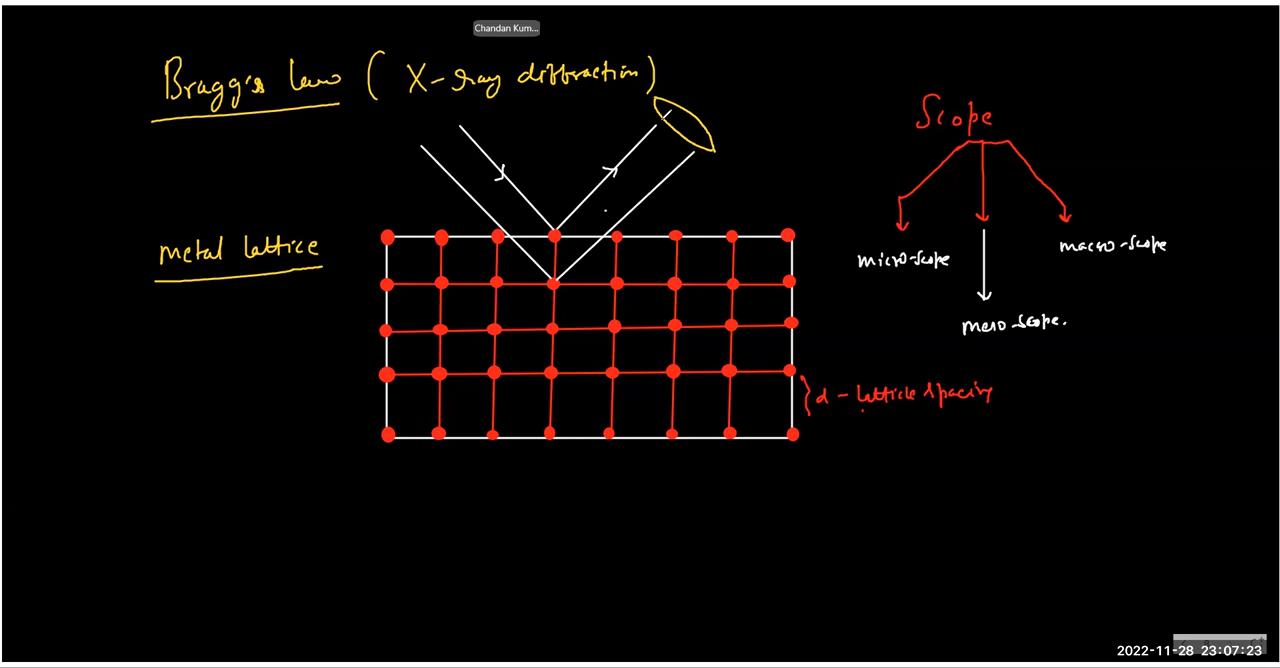 Chandan Kum...
Bragg's law ( X-ray diffraction)
Scope
metal lattice
micro-scope
macro-scope
meso-scope.
d - lattice spacing
2022-11-28 23:07:23